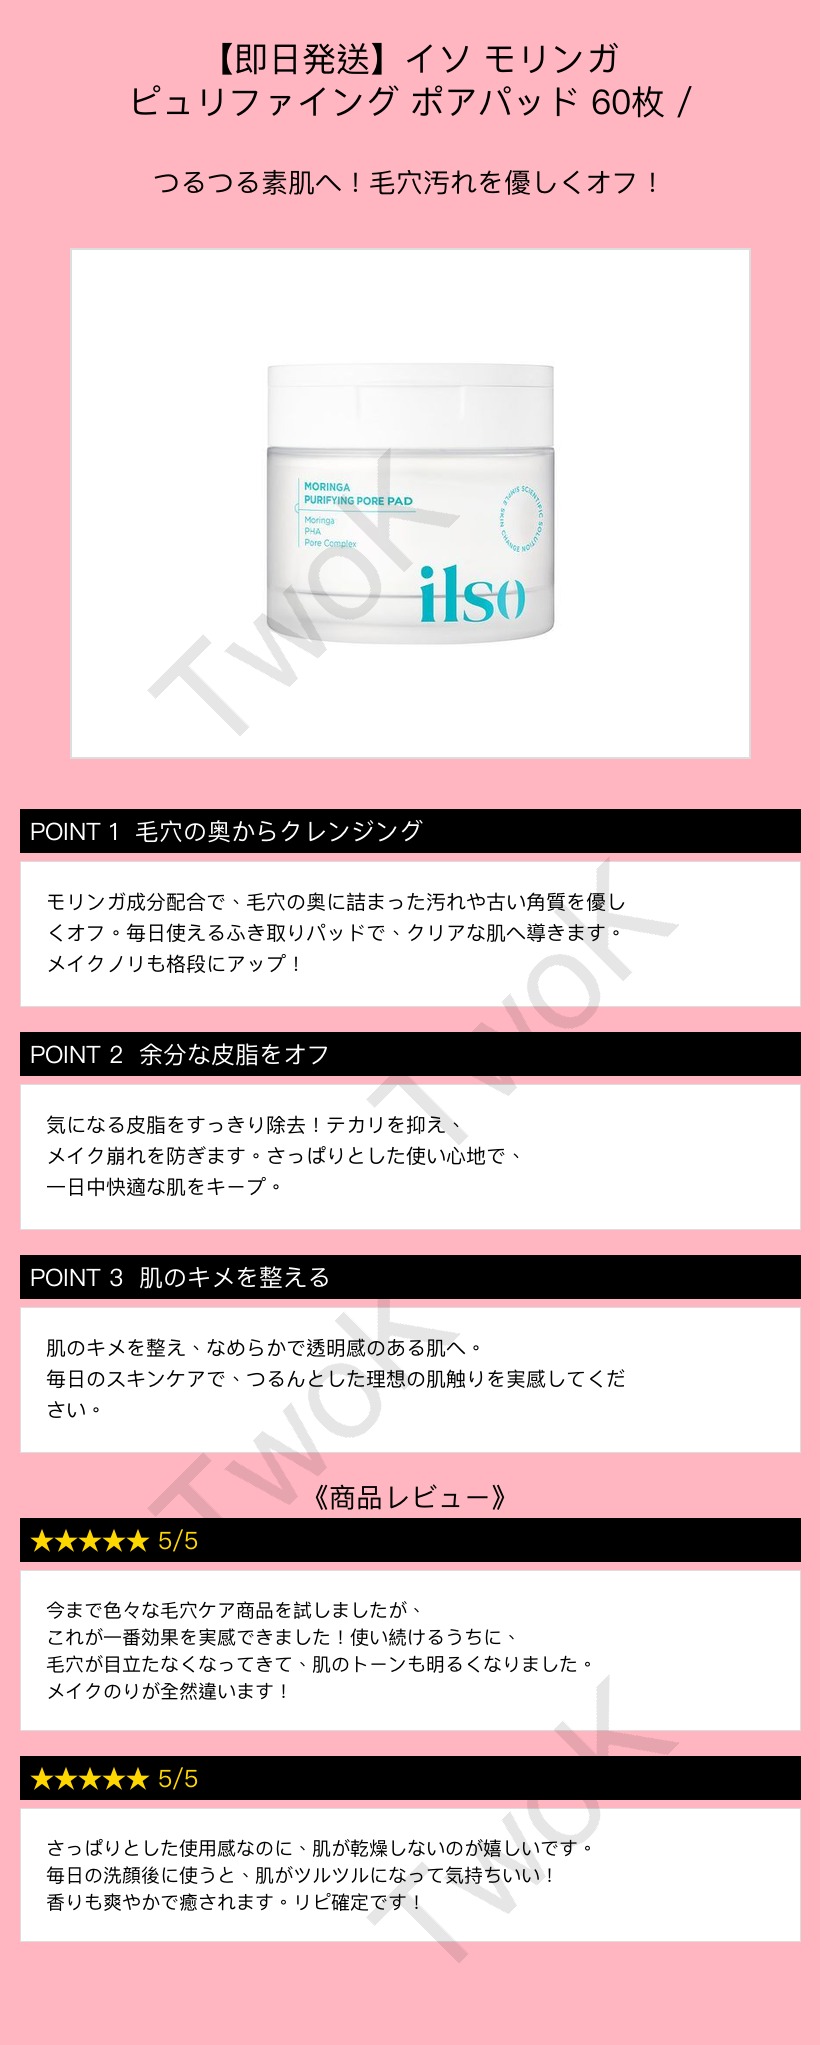 【即日発送】イソ モリンガ
ピュリファイング ポアパッド 60枚 /
つるつる素肌へ！毛穴汚れを優しくオフ！
MORINGA
PURIFYING PORE PAD
Moringa
PHA
Pore Complex
SIMPLE SCIENTIFIC SOLUTION SKIN CHANGE
ilso
TwoK
POINT 1 毛穴の奥からクレンジング
モリンガ成分配合で、毛穴の奥に詰まった汚れや古い角質を優し
くオフ。毎日使えるふき取りパッドで、クリアな肌へ導きます。
メイクノリも格段にアップ！
TwoK
POINT 2 余分な皮脂をオフ
気になる皮脂をすっきり除去！テカリを抑え、
メイク崩れを防ぎます。さっぱりとした使い心地で、
一日中快適な肌をキープ。
POINT 3 肌のキメを整える
肌のキメを整え、なめらかで透明感のある肌へ。
毎日のスキンケアで、つるんとした理想の肌触りを実感してくだ
さい。
TwoK
《商品レビュー》
★★★★★ 5/5
今まで色々な毛穴ケア商品を試しましたが、
これが一番効果を実感できました！使い続けるうちに、
毛穴が目立たなくなってきて、肌のトーンも明るくなりました。
メイクのりが全然違います！
★★★★★ 5/5
さっぱりとした使用感なのに、肌が乾燥しないのが嬉しいです。
毎日の洗顔後に使うと、肌がツルツルになって気持ちいい！
香りも爽やかで癒されます。リピ確定です！
TwoK